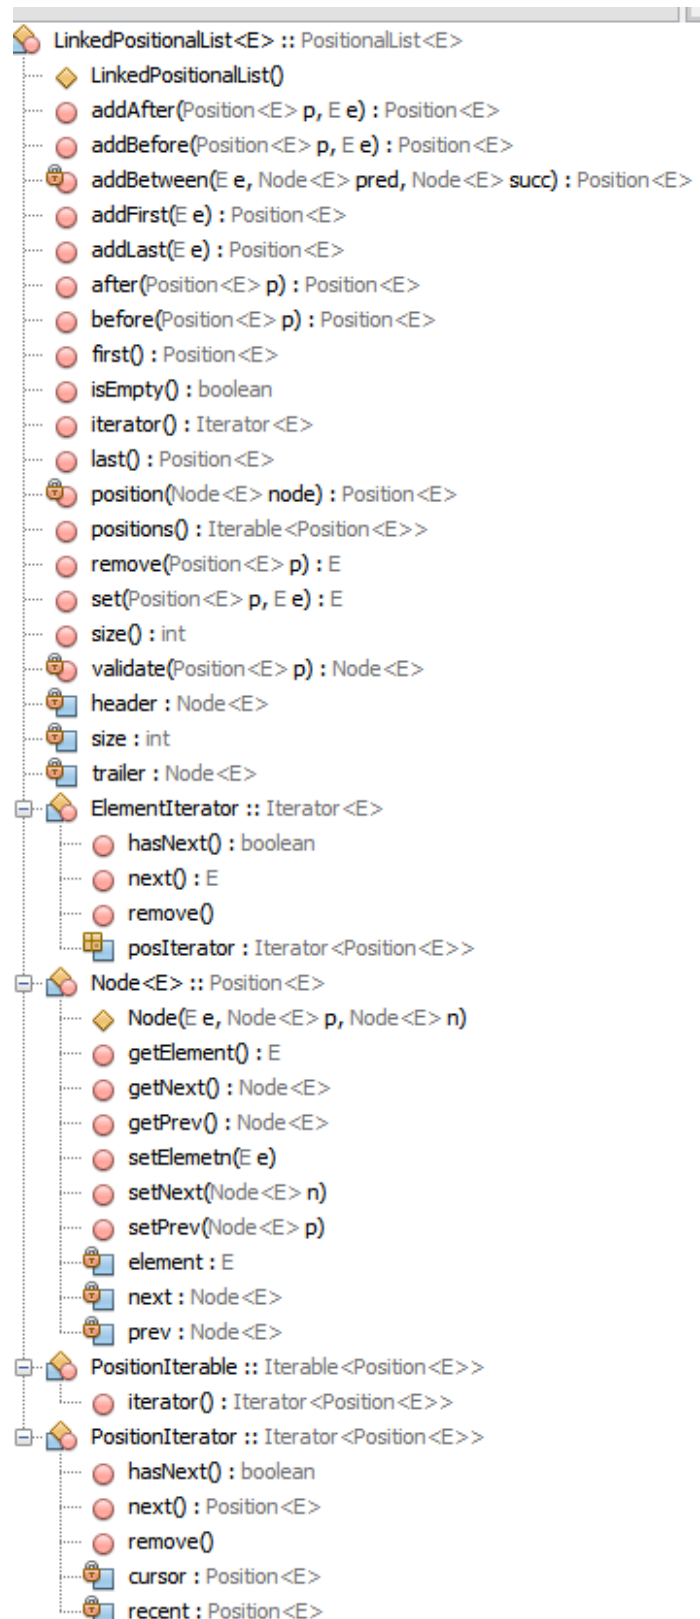 LinkedPositionalList<E> :: PositionalList<E>
LinkedPositionalList()
addAfter(Position<E> p, E e) : Position<E>
addBefore(Position<E> p, E e) : Position<E>
addBetween(E e, Node<E> pred, Node<E> succ) : Position<E>
addFirst(E e) : Position<E>
addLast(E e) : Position<E>
after(Position<E> p) : Position<E>
before(Position<E> p) : Position<E>
first() : Position<E>
isEmpty() : boolean
iterator() : Iterator<E>
last() : Position<E>
position(Node<E> node) : Position<E>
positions() : Iterable<Position<E>>
remove(Position<E> p) : E
set(Position<E> p, E e) : E
size() : int
validate(Position<E> p) : Node<E>
header : Node<E>
size : int
trailer : Node<E>
ElementIterator :: Iterator<E>
hasNext() : boolean
next() : E
remove()
posIterator : Iterator<Position<E>>
Node<E> :: Position<E>
Node(E e, Node<E> p, Node<E> n)
getElement() : E
getNext() : Node<E>
getPrev() : Node<E>
setElemetn(E e)
setNext(Node<E> n)
setPrev(Node<E> p)
element : E
next : Node<E>
prev : Node<E>
PositionIterable :: Iterable<Position<E>>
iterator() : Iterator<Position<E>>
PositionIterator :: Iterator<Position<E>>
hasNext() : boolean
next() : Position<E>
remove()
cursor : Position<E>
recent : Position<E>